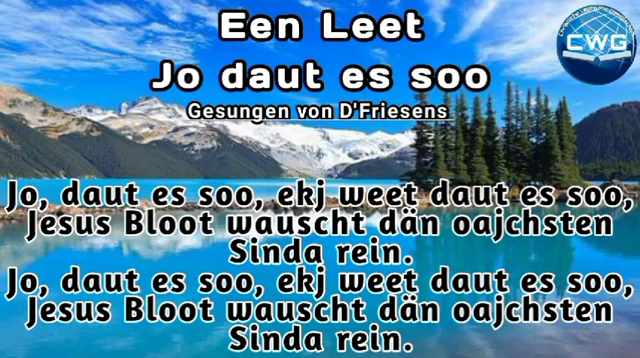 Een Leet
Jo daut es soo
Gesungen von D'Friesens
CWG
Jo, daut es soo, ekj weet daut es soo,
Jesus Bloot wauscht dän oajchsten
Sinda rein.
Jo, daut es soo, ekj weet daut es soo,
Jesus Bloot wauscht dän oajchsten
Sinda rein.